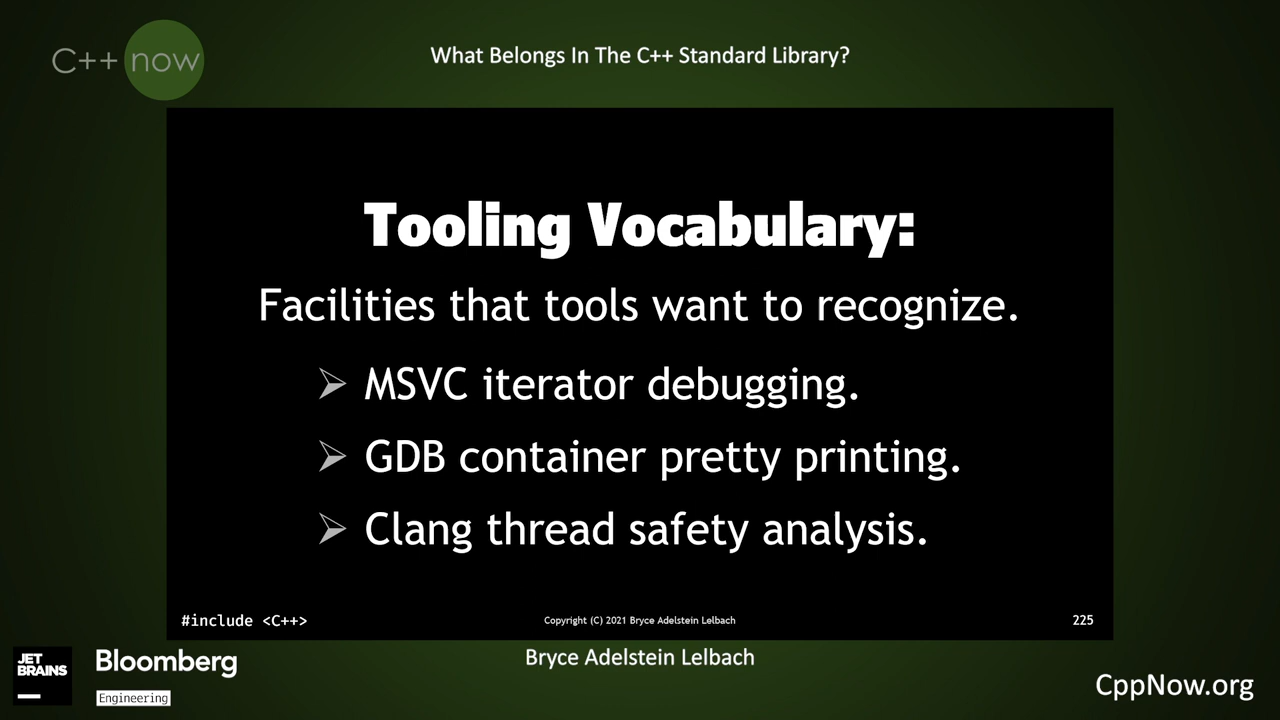 C++ now
What Belongs In The C++ Standard Library?
Tooling Vocabulary:
Facilities that tools want to recognize.
➢ MSVC iterator debugging.
➢ GDB container pretty printing.
➢ Clang thread safety analysis.
#include <C++>
Copyright (C) 2021 Bryce Adelstein Lelbach
225
JET
BRAINS
Bloomberg
Engineering
Bryce Adelstein Lelbach
CppNow.org